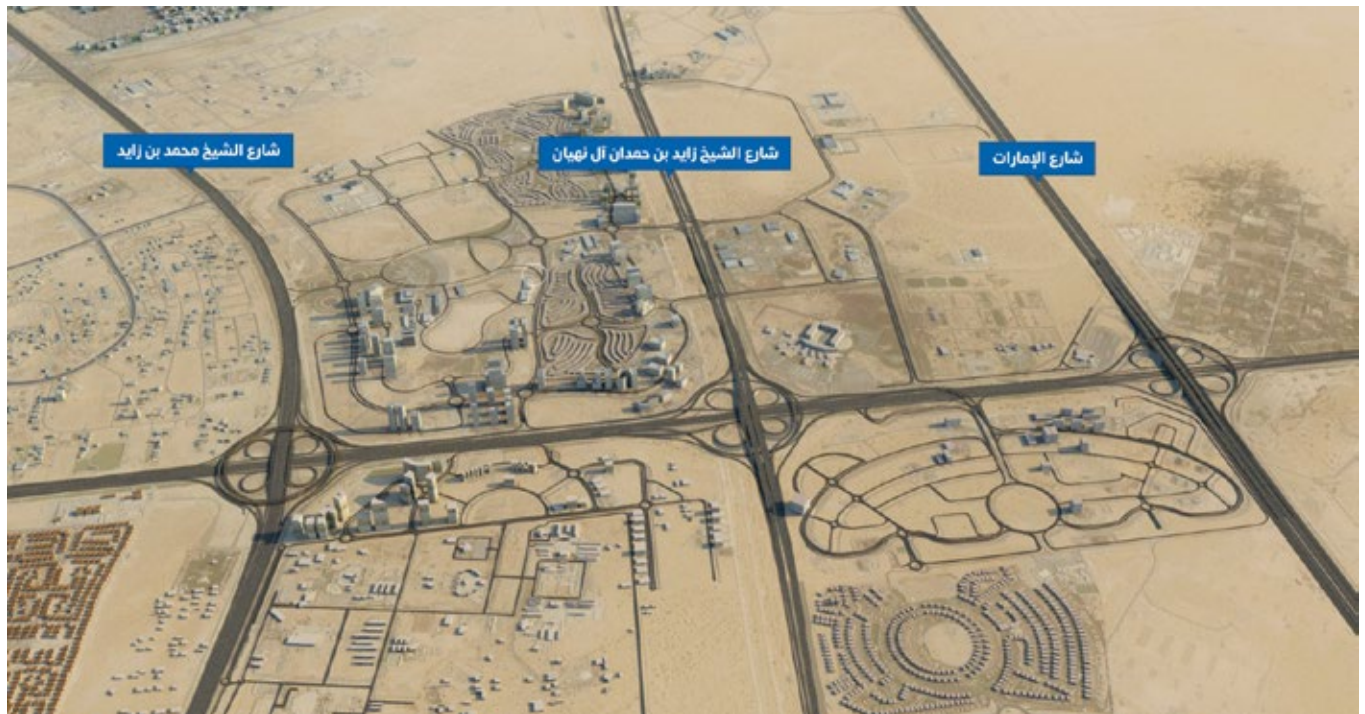 شارع الشيخ محمد بن زايد
شارع الشيخ زايد بن حمدان آل نهيان
شارع الإمارات